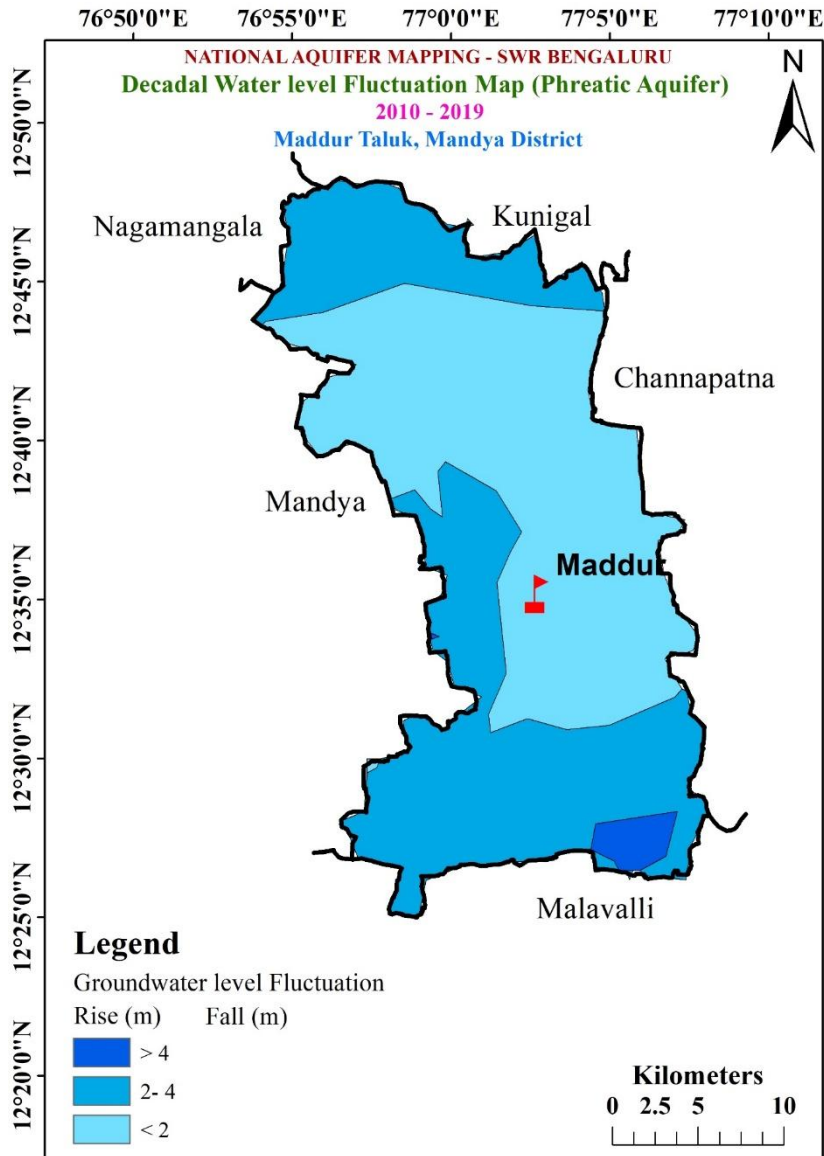 76°50'0"E 76°55'0"E 77°0'0"E 77°5'0"E 77°10'0"E
NATIONAL AQUIFER MAPPING - SWR BENGALURU
Decadal Water level Fluctuation Map (Phreatic Aquifer)
2010 - 2019
Maddur Taluk, Mandya District
N
12°50'0"N
Nagamangala
Kunigal
12°45'0"N
Channapatna
12°40'0"N
Mandya
Maddur
12°35'0"N
12°30'0"N
Malavalli
12°25'0"N
Legend
Groundwater level Fluctuation
Rise (m) Fall (m)
> 4
2- 4
< 2
12°20'0"N
Kilometers
0 2.5 5 10